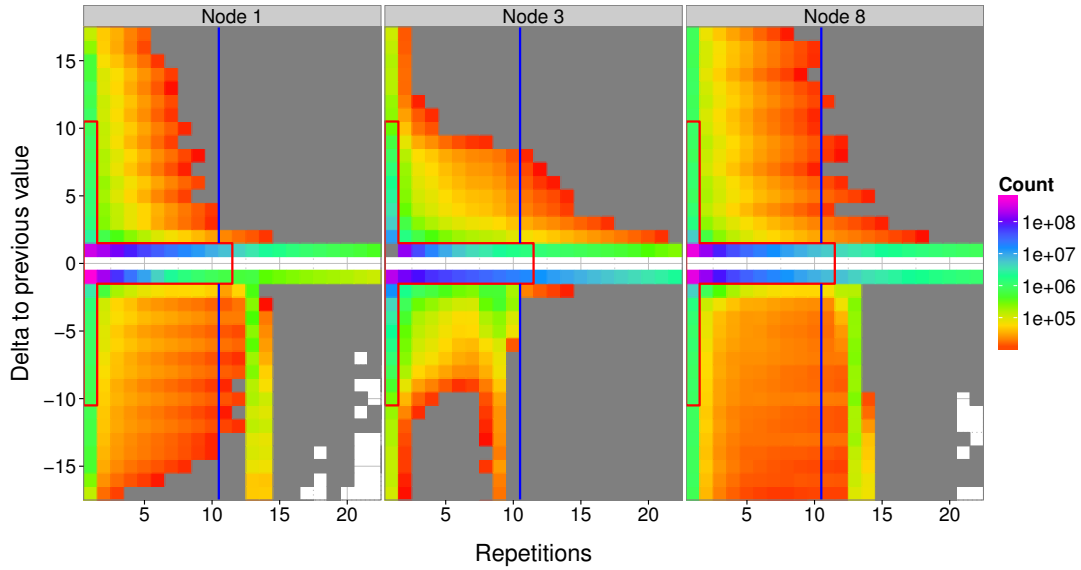 Node 1
Node 3
Node 8
Delta to previous value
15
10
5
0
−5
−10
−15
5 10 15 20
5 10 15 20
5 10 15 20
Repetitions
Count
1e+08
1e+07
1e+06
1e+05